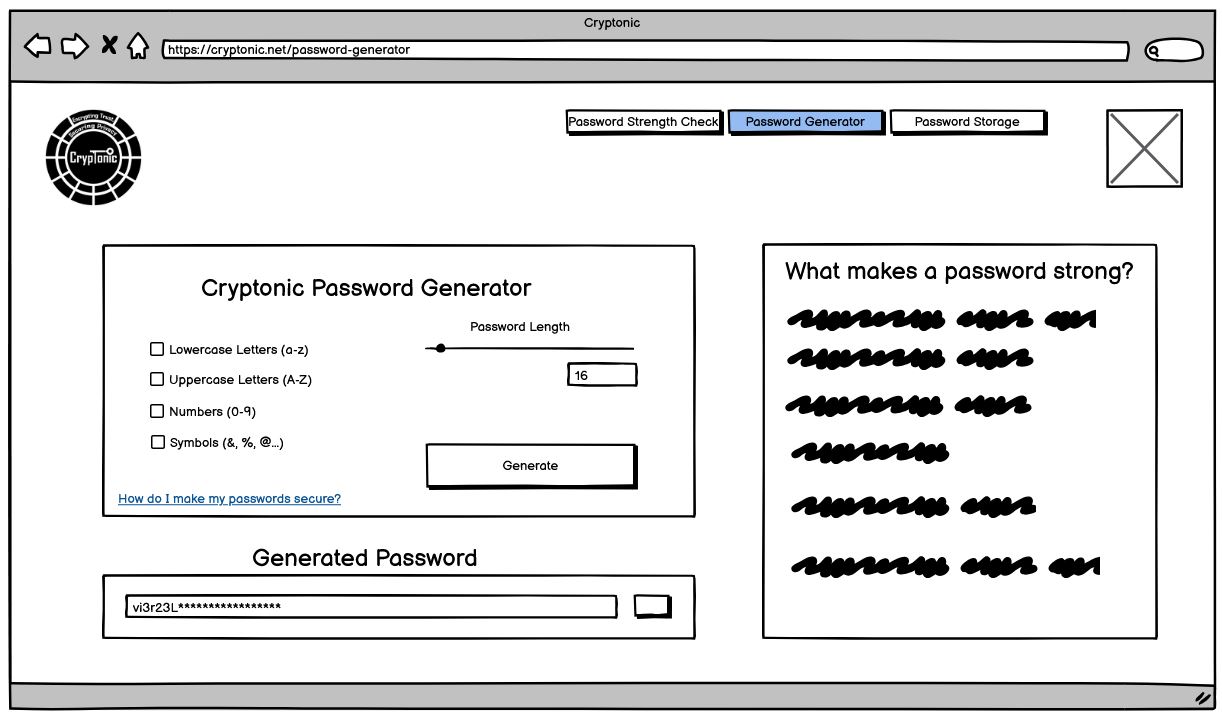 Cryptonic
https://cryptonic.net/password-generator
Encrypting Trust,
Securing Privacy
CrypTonic
Password Strength Check
Password Generator
Password Storage
Cryptonic Password Generator
Password Length
Lowercase Letters (a-z)
16
Uppercase Letters (A-Z)
Numbers (0-9)
Symbols (&, %, @...)
Generate
How do I make my passwords secure?
Generated Password
vi3r23L*****************
What makes a password strong?